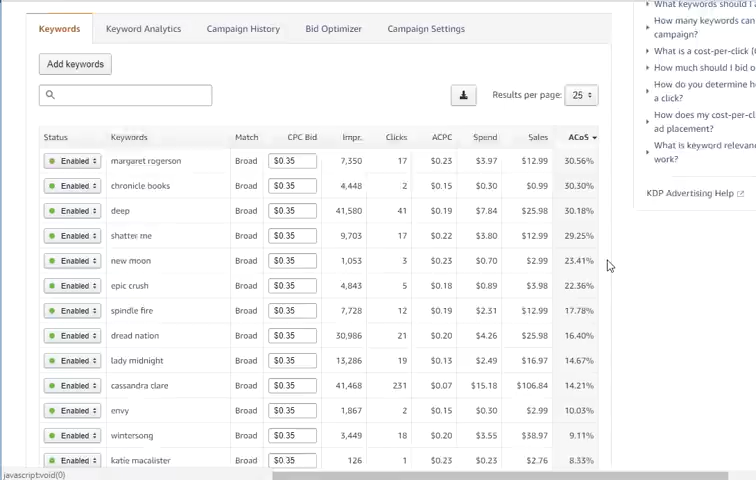 Keywords Keyword Analytics Campaign History Bid Optimizer Campaign Settings
Add keywords
Results per page: 25
Status Keywords Match CPC Bid Impr. Clicks ACPC Spend Sales ACoS
Enabled margaret rogerson Broad $0.35 7,350 17 $0.23 $3.97 $12.99 30.56%
Enabled chronicle books Broad $0.35 4,448 2 $0.15 $0.30 $0.99 30.30%
Enabled deep Broad $0.35 41,580 41 $0.19 $7.84 $25.98 30.18%
Enabled shatter me Broad $0.35 9,703 17 $0.22 $3.80 $12.99 29.25%
Enabled new moon Broad $0.35 1,053 3 $0.23 $0.70 $2.99 23.41%
Enabled epic crush Broad $0.35 4,843 5 $0.18 $0.89 $3.98 22.36%
Enabled spindle fire Broad $0.35 7,728 12 $0.19 $2.31 $12.99 17.78%
Enabled dread nation Broad $0.35 30,986 21 $0.20 $4.26 $25.98 16.40%
Enabled lady midnight Broad $0.35 13,286 19 $0.13 $2.49 $16.97 14.67%
Enabled cassandra clare Broad $0.35 41,468 231 $0.07 $15.18 $106.84 14.21%
Enabled envy Broad $0.35 1,867 2 $0.15 $0.30 $2.99 10.03%
Enabled wintersong Broad $0.35 3,449 18 $0.20 $3.55 $38.97 9.11%
Enabled katie macalister Broad $0.35 126 1 $0.23 $0.23 $2.76 8.33%
javascript:void(0)
What keywords should I a
How many keywords can
campaign?
What is a cost-per-click (
How much should I bid o
How do you determine h
a click?
How does my cost-per-cl
ad placement?
What is keyword relevan
work?
KDP Advertising Help